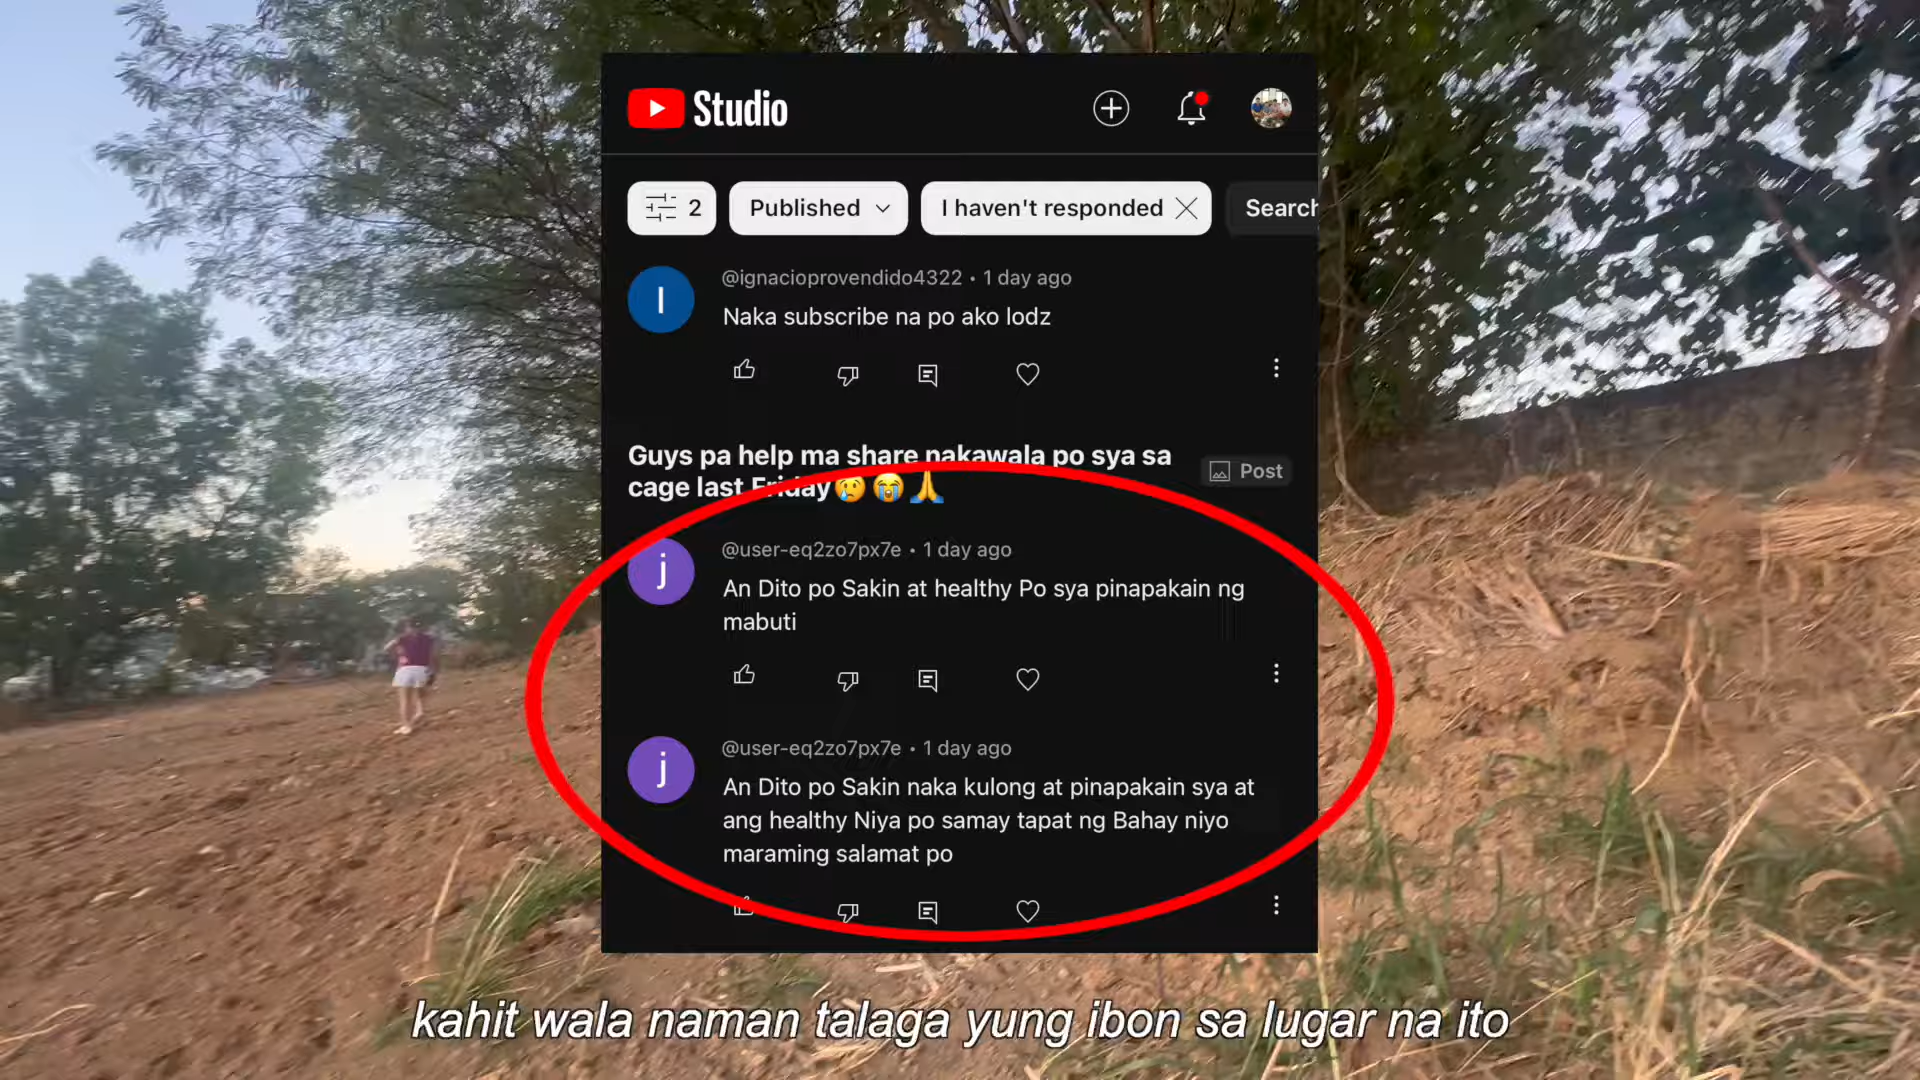 Studio
2 Published I haven't responded Search
I
@ignacioprovendido4322 • 1 day ago
Naka subscribe na po ako lodz
Guys pa help ma share nakawala po sya sa
cage last Friday😢😭🙏
Post
j
@user-eq2zo7px7e • 1 day ago
An Dito po Sakin at healthy Po sya pinapakain ng
mabuti
j
@user-eq2zo7px7e • 1 day ago
An Dito po Sakin naka kulong at pinapakain sya at
ang healthy Niya po samay tapat ng Bahay niyo
maraming salamat po
kahit wala naman talaga yung ibon sa lugar na ito